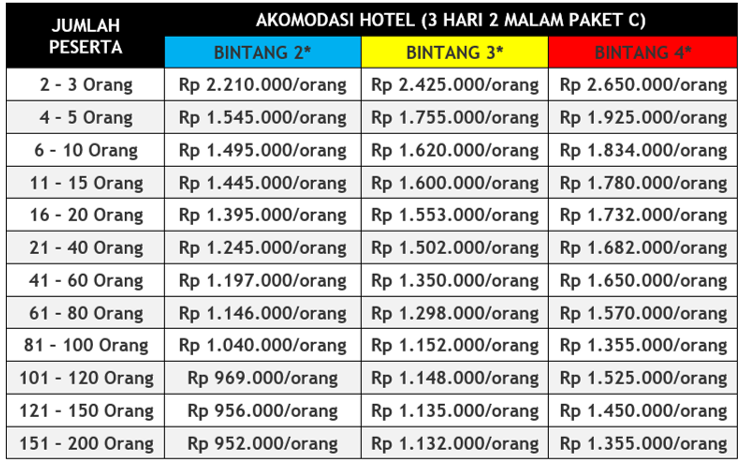 JUMLAH PESERTA AKOMODASI HOTEL (3 HARI 2 MALAM PAKET C)
BINTANG 2* BINTANG 3* BINTANG 4*
2 – 3 Orang Rp 2.210.000/orang Rp 2.425.000/orang Rp 2.650.000/orang
4 – 5 Orang Rp 1.545.000/orang Rp 1.755.000/orang Rp 1.925.000/orang
6 – 10 Orang Rp 1.495.000/orang Rp 1.620.000/orang Rp 1.834.000/orang
11 – 15 Orang Rp 1.445.000/orang Rp 1.600.000/orang Rp 1.780.000/orang
16 – 20 Orang Rp 1.395.000/orang Rp 1.553.000/orang Rp 1.732.000/orang
21 – 40 Orang Rp 1.245.000/orang Rp 1.502.000/orang Rp 1.682.000/orang
41 – 60 Orang Rp 1.197.000/orang Rp 1.350.000/orang Rp 1.650.000/orang
61 – 80 Orang Rp 1.146.000/orang Rp 1.298.000/orang Rp 1.570.000/orang
81 – 100 Orang Rp 1.040.000/orang Rp 1.152.000/orang Rp 1.355.000/orang
101 – 120 Orang Rp 969.000/orang Rp 1.148.000/orang Rp 1.525.000/orang
121 – 150 Orang Rp 956.000/orang Rp 1.135.000/orang Rp 1.450.000/orang
151 – 200 Orang Rp 952.000/orang Rp 1.132.000/orang Rp 1.355.000/orang